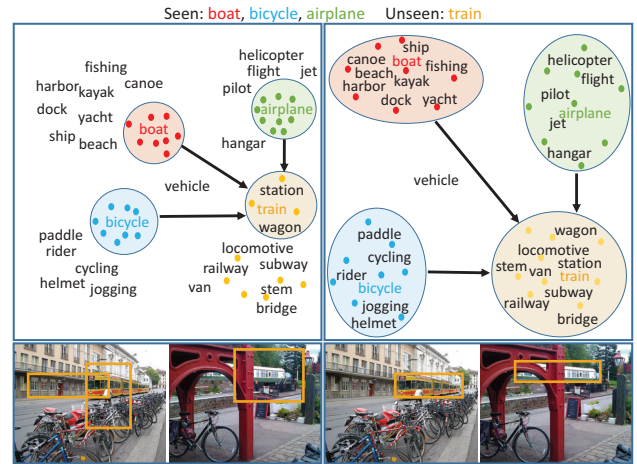 Seen: boat, bicycle, airplane Unseen: train
fishing
harbor
kayak
canoe
dock
yacht
ship
beach
boat
helicopter
flight
jet
pilot
airplane
hangar
vehicle
station
train
wagon
bicycle
paddle
rider
cycling
helmet
jogging
locomotive
railway
subway
van
stem
bridge
ship
canoe
boat
fishing
beach
kayak
harbor
dock
yacht
helicopter
flight
pilot
airplane
jet
hangar
vehicle
paddle
cycling
rider
bicycle
jogging
helmet
wagon
locomotive
station
stem
van
train
subway
railway
bridge